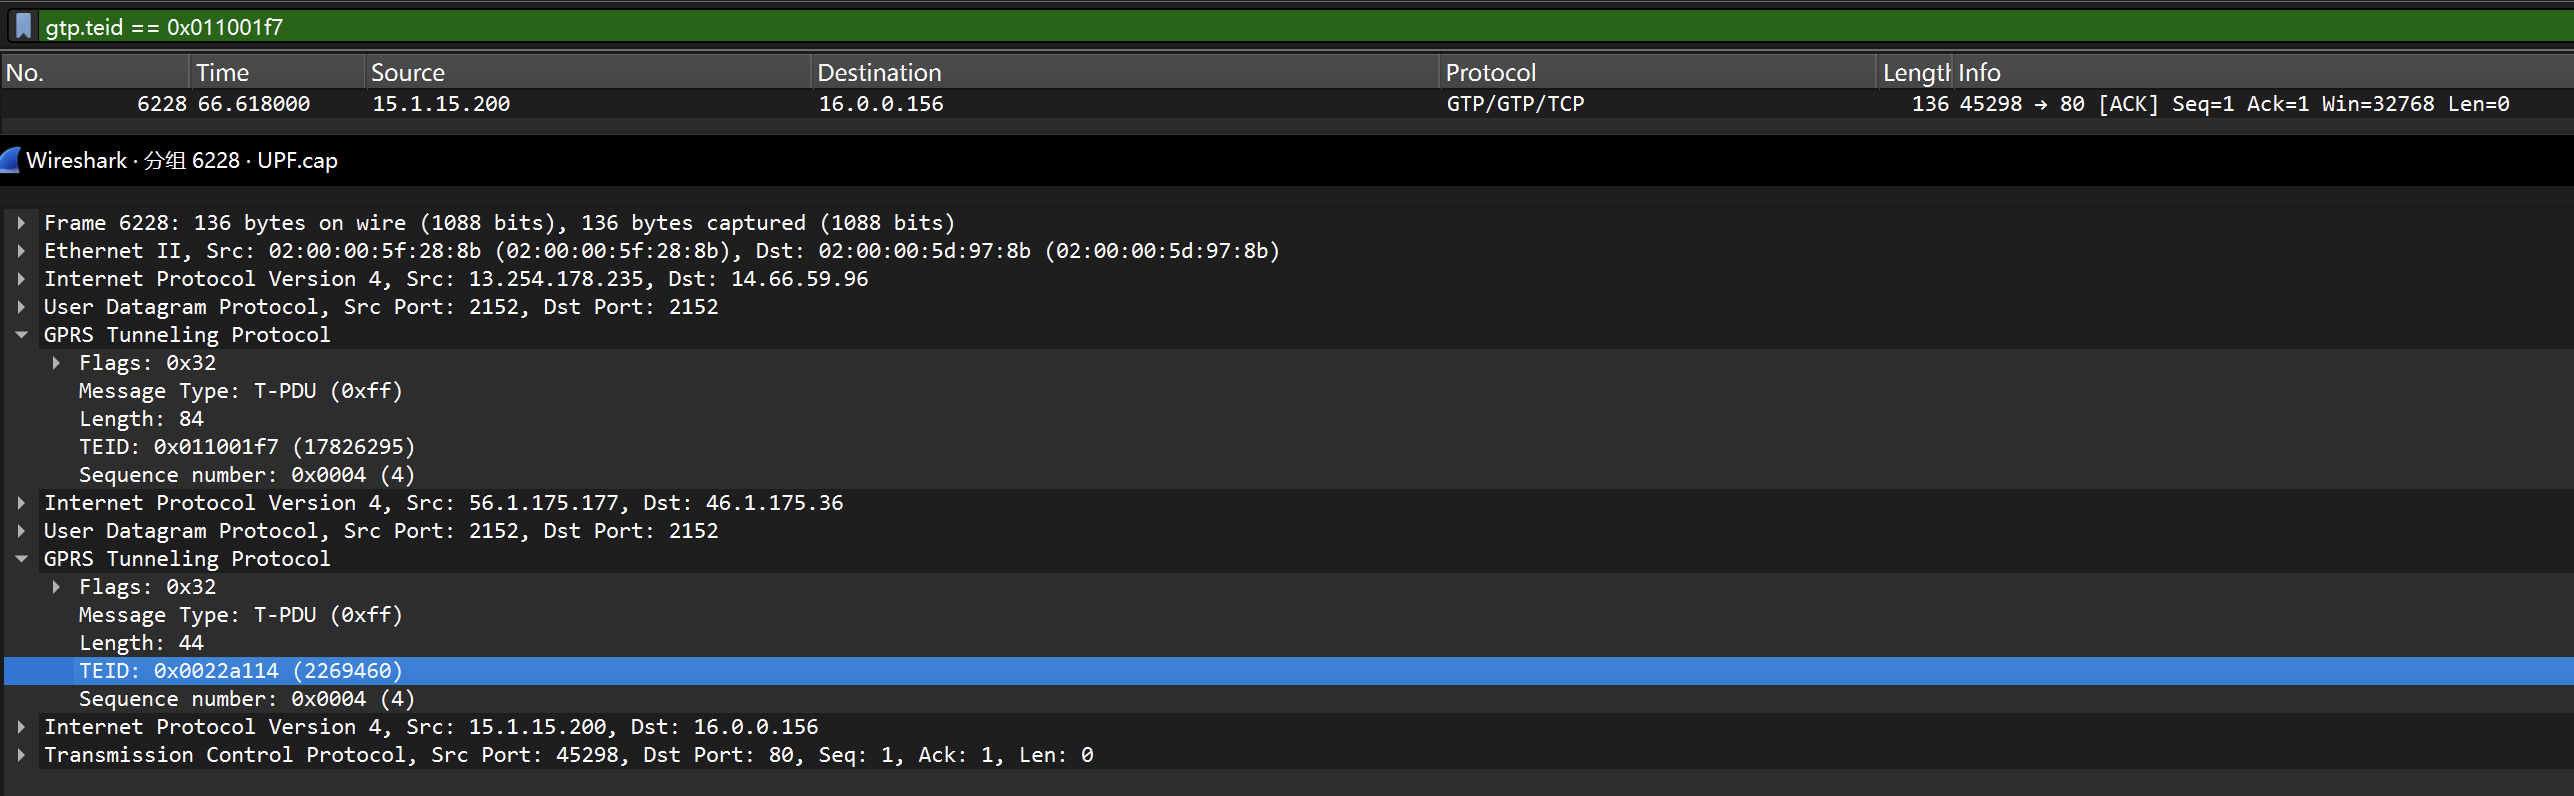 gtp.teid == 0x011001f7
No. Time Source Destination Protocol Length Info
6228 66.618000 15.1.15.200 16.0.0.156 GTP/GTP/TCP 136 45298 → 80 [ACK] Seq=1 Ack=1 Win=32768 Len=0
Wireshark · 分组 6228 · UPF.cap
Frame 6228: 136 bytes on wire (1088 bits), 136 bytes captured (1088 bits)
Ethernet II, Src: 02:00:00:5f:28:8b (02:00:00:5f:28:8b), Dst: 02:00:00:5d:97:8b (02:00:00:5d:97:8b)
Internet Protocol Version 4, Src: 13.254.178.235, Dst: 14.66.59.96
User Datagram Protocol, Src Port: 2152, Dst Port: 2152
GPRS Tunneling Protocol
Flags: 0x32
Message Type: T-PDU (0xff)
Length: 84
TEID: 0x011001f7 (17826295)
Sequence number: 0x0004 (4)
Internet Protocol Version 4, Src: 56.1.175.177, Dst: 46.1.175.36
User Datagram Protocol, Src Port: 2152, Dst Port: 2152
GPRS Tunneling Protocol
Flags: 0x32
Message Type: T-PDU (0xff)
Length: 44
TEID: 0x0022a114 (2269460)
Sequence number: 0x0004 (4)
Internet Protocol Version 4, Src: 15.1.15.200, Dst: 16.0.0.156
Transmission Control Protocol, Src Port: 45298, Dst Port: 80, Seq: 1, Ack: 1, Len: 0